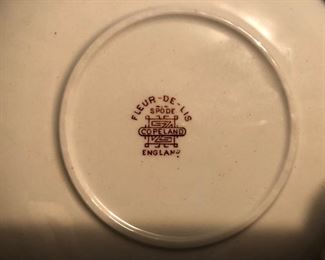 FLEUR-DE-LIS
SPODE
COPELAND
ENGLAND